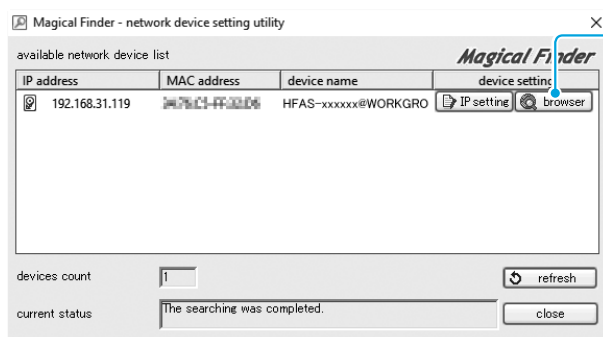 Magical Finder - network device setting utility
available network device list
Magical Finder
IP address MAC address device name device setting
192.168.31.119 HFAS-xxxxxx@WORKGRO IP setting browser
devices count 1 refresh
current status The searching was completed. close